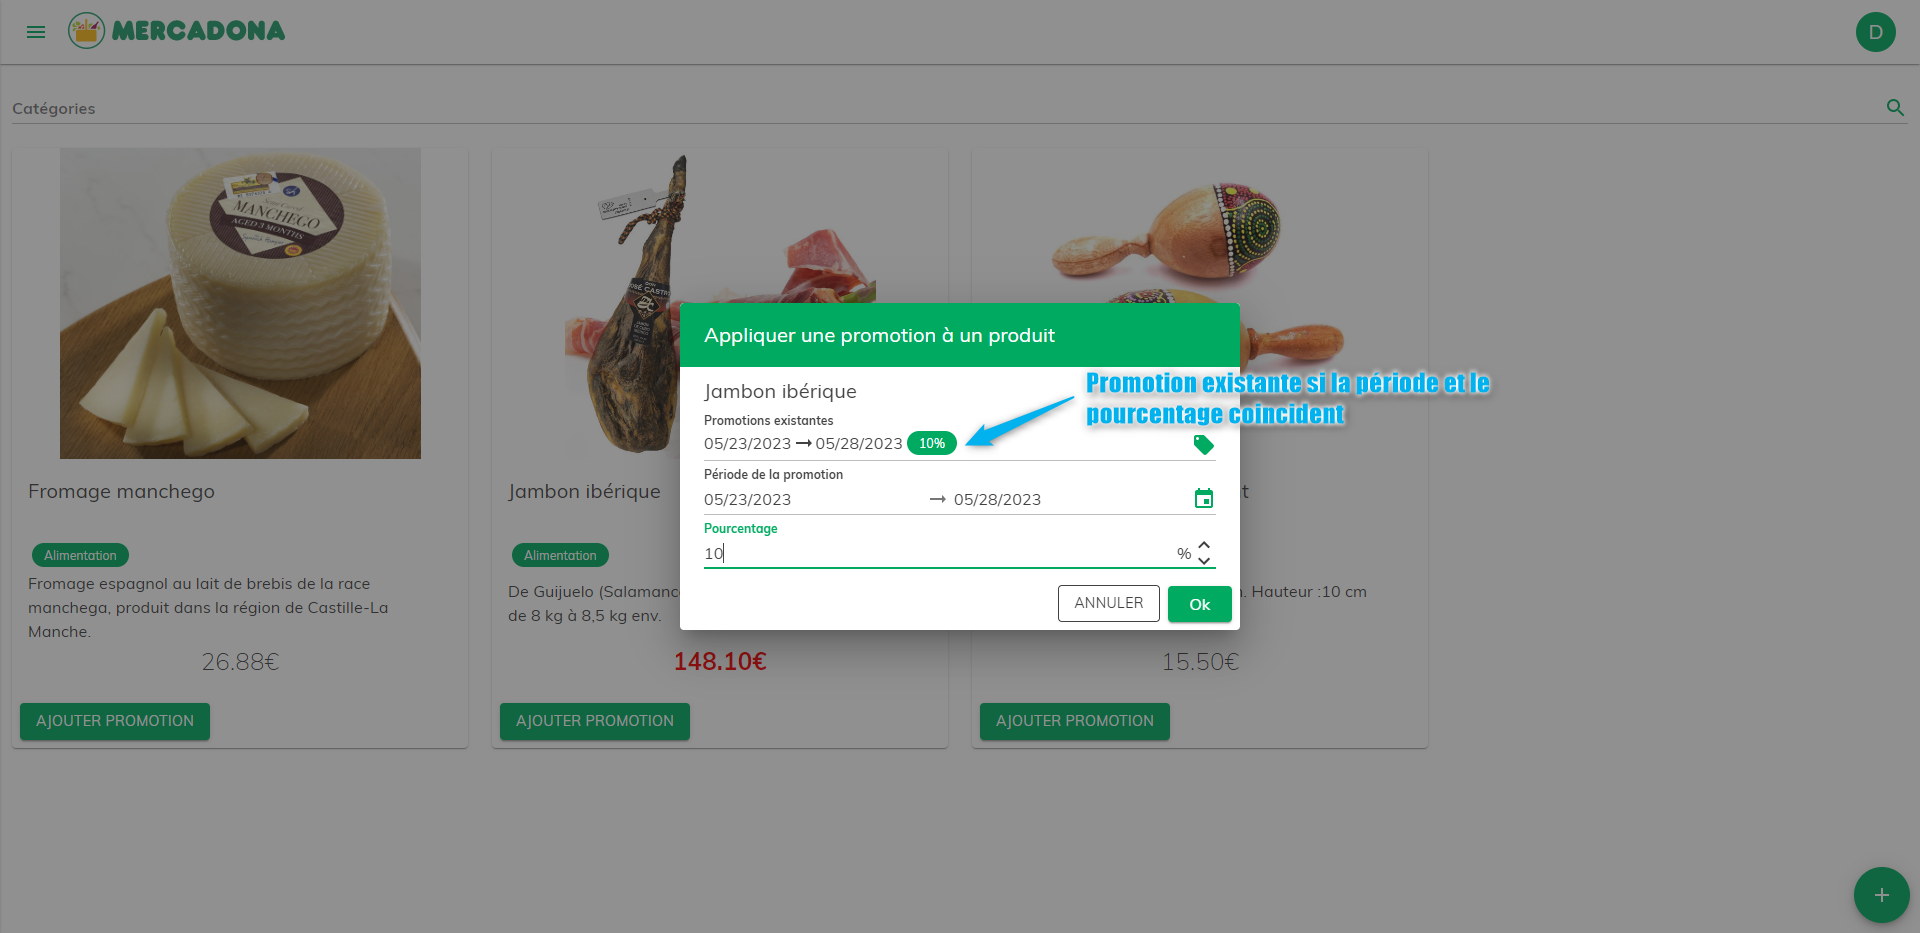 MERCADONA
D
Catégories
MANCHEGO
AGED 3 MONTHS
JOSÉ CASTR
Appliquer une promotion à un produit
Jambon ibérique
Promotions existantes
05/23/2023 → 05/28/2023 10%
Promotion existante si la période et le
pourcentage coincident
Période de la promotion
05/23/2023 → 05/28/2023
Pourcentage
10 %
ANNULER Ok
Fromage manchego
Alimentation
Fromage espagnol au lait de brebis de la race
manchega, produit dans la région de Castille-La
Manche.
26.88€
AJOUTER PROMOTION
Jambon ibérique
Alimentation
De Guijuelo (Salamanc
de 8 kg à 8,5 kg env.
148.10€
AJOUTER PROMOTION
t
. Hauteur :10 cm
15.50€
AJOUTER PROMOTION
+